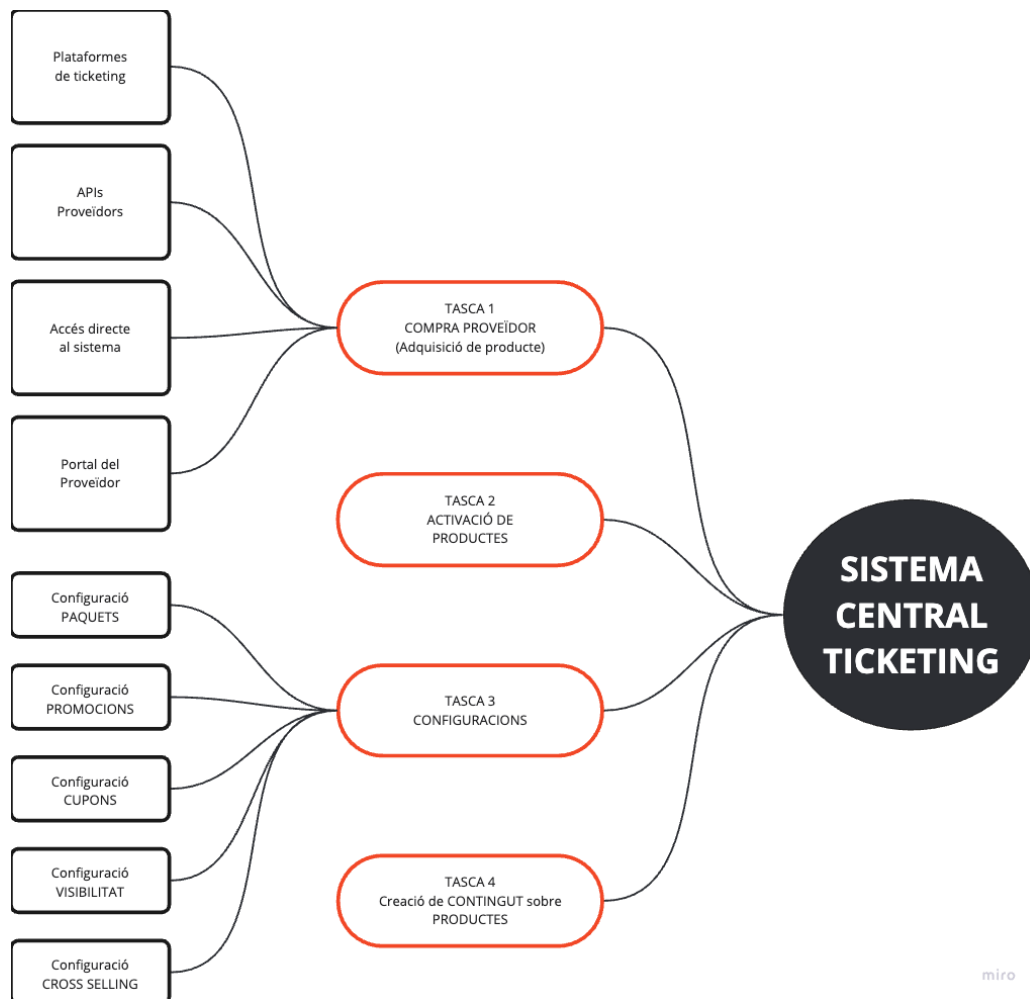 Plataformes
de ticketing
APIs
Proveïdors
Accés directe
al sistema
Portal del
Proveïdor
Configuració
PAQUETS
Configuració
PROMOCIONS
Configuració
CUPONS
Configuració
VISIBILITAT
Configuració
CROSS SELLING
TASCA 1
COMPRA PROVEÏDOR
(Adquisició de producte)
TASCA 2
ACTIVACIÓ DE
PRODUCTES
TASCA 3
CONFIGURACIONS
TASCA 4
Creació de CONTINGUT sobre
PRODUCTES
SISTEMA
CENTRAL
TICKETING
miro